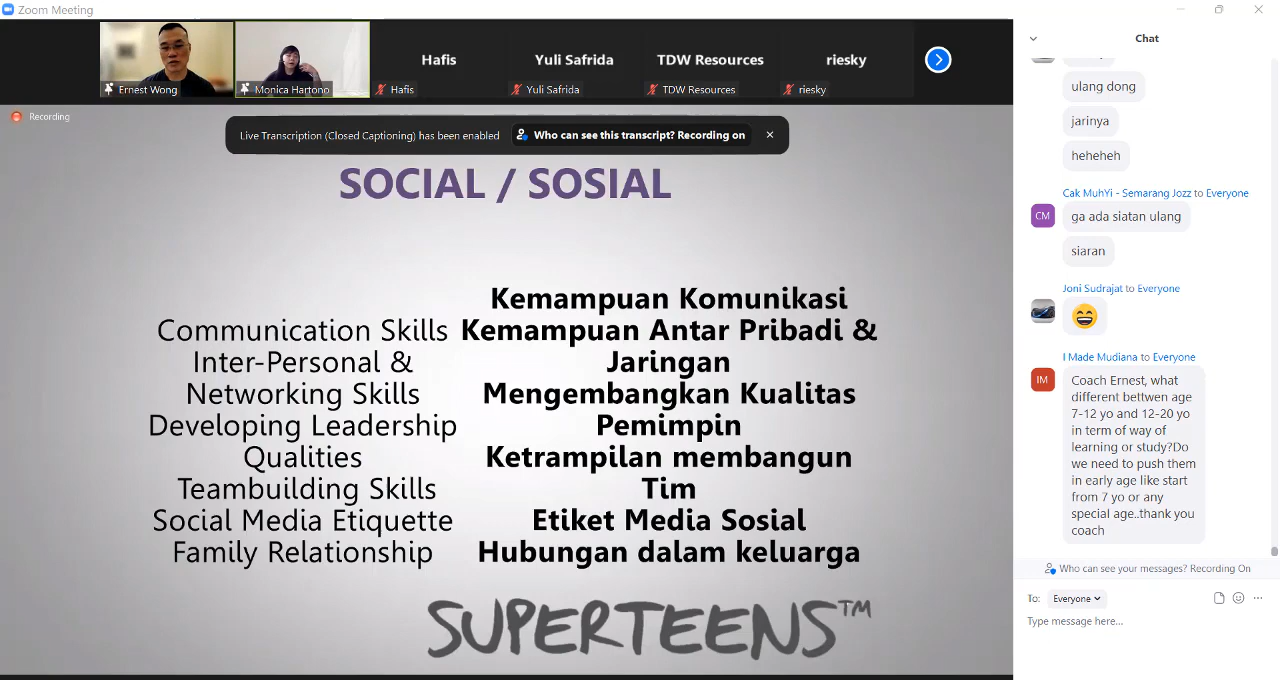 Zoom Meeting
Ernest Wong
Monica Hartono
Hafis
Hafis
Yuli Safrida
Yuli Safrida
TDW Resources
TDW Resources
riesky
riesky
Recording
Live Transcription (Closed Captioning) has been enabled Who can see this transcript? Recording on
SOCIAL / SOSIAL
Communication Skills
Inter-Personal &
Networking Skills
Developing Leadership
Qualities
Teambuilding Skills
Social Media Etiquette
Family Relationship
Kemampuan Komunikasi
Kemampuan Antar Pribadi &
Jaringan
Mengembangkan Kualitas
Pemimpin
Ketrampilan membangun
Tim
Etiket Media Sosial
Hubungan dalam keluarga
SUPERTEENS™
Chat
ulang dong
jarinya
heheheh
Cak MuhYi - Semarang Jozz to Everyone
CM
ga ada siatan ulang
siaran
Joni Sudrajat to Everyone
I Made Mudiana to Everyone
IM
Coach Ernest, what
different bettwen age
7-12 yo and 12-20 yo
in term of way of
learning or study?Do
we need to push them
in early age like start
from 7 yo or any
special age..thank you
coach
Who can see your messages? Recording On
To: Everyone
Type message here...